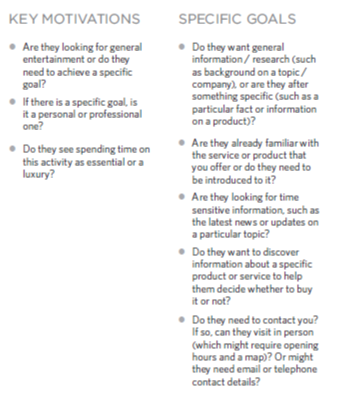 KEY MOTIVATIONS
● Are they looking for general
entertainment or do they
need to achieve a specific
goal?
● If there is a specific goal, is
it a personal or professional
one?
● Do they see spending time on
this activity as essential or a
luxury?
SPECIFIC GOALS
● Do they want general
information / research (such
as background on a topic /
company), or are they after
something specific (such as a
particular fact or information
on a product)?
● Are they already familiar with
the service or product that
you offer or do they need to
be introduced to it?
● Are they looking for time
sensitive information, such as
the latest news or updates on
a particular topic?
● Do they want to discover
information about a specific
product or service to help
them decide whether to buy
it or not?
● Do they need to contact you?
If so, can they visit in person
(which might require opening
hours and a map)? Or might
they need email or telephone
contact details?